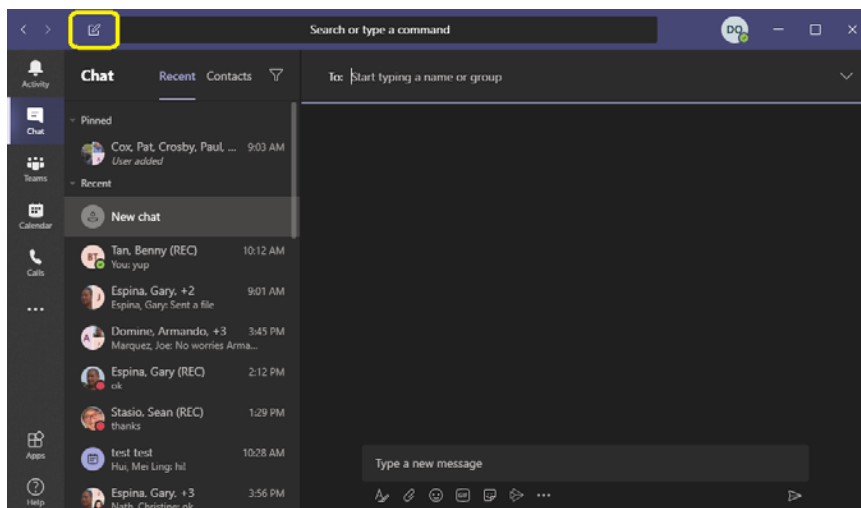 Search or type a command
DO
Activity
Chat
Teams
Calendar
Calls
Apps
Help
Chat Recent Contacts
Pinned
Cox, Pat, Crosby, Paul, ... 9:03 AM
User added
Recent
New chat
BT Tan, Benny (REC) 10:12 AM
You: yup
Espina, Gary, +2 9:01 AM
Espina, Gary: Sent a file
Domine, Armando, +3 3:45 PM
Marquez, Joe: No worries Arma...
Espina, Gary (REC) 2:12 PM
ok
Stasio, Sean (REC) 1:29 PM
thanks
test test 10:28 AM
Hui, Mei Ling: hi!
Espina, Gary, +3 3:56 PM
Nath, Christine: ok
To: Start typing a name or group
Type a new message
GIF